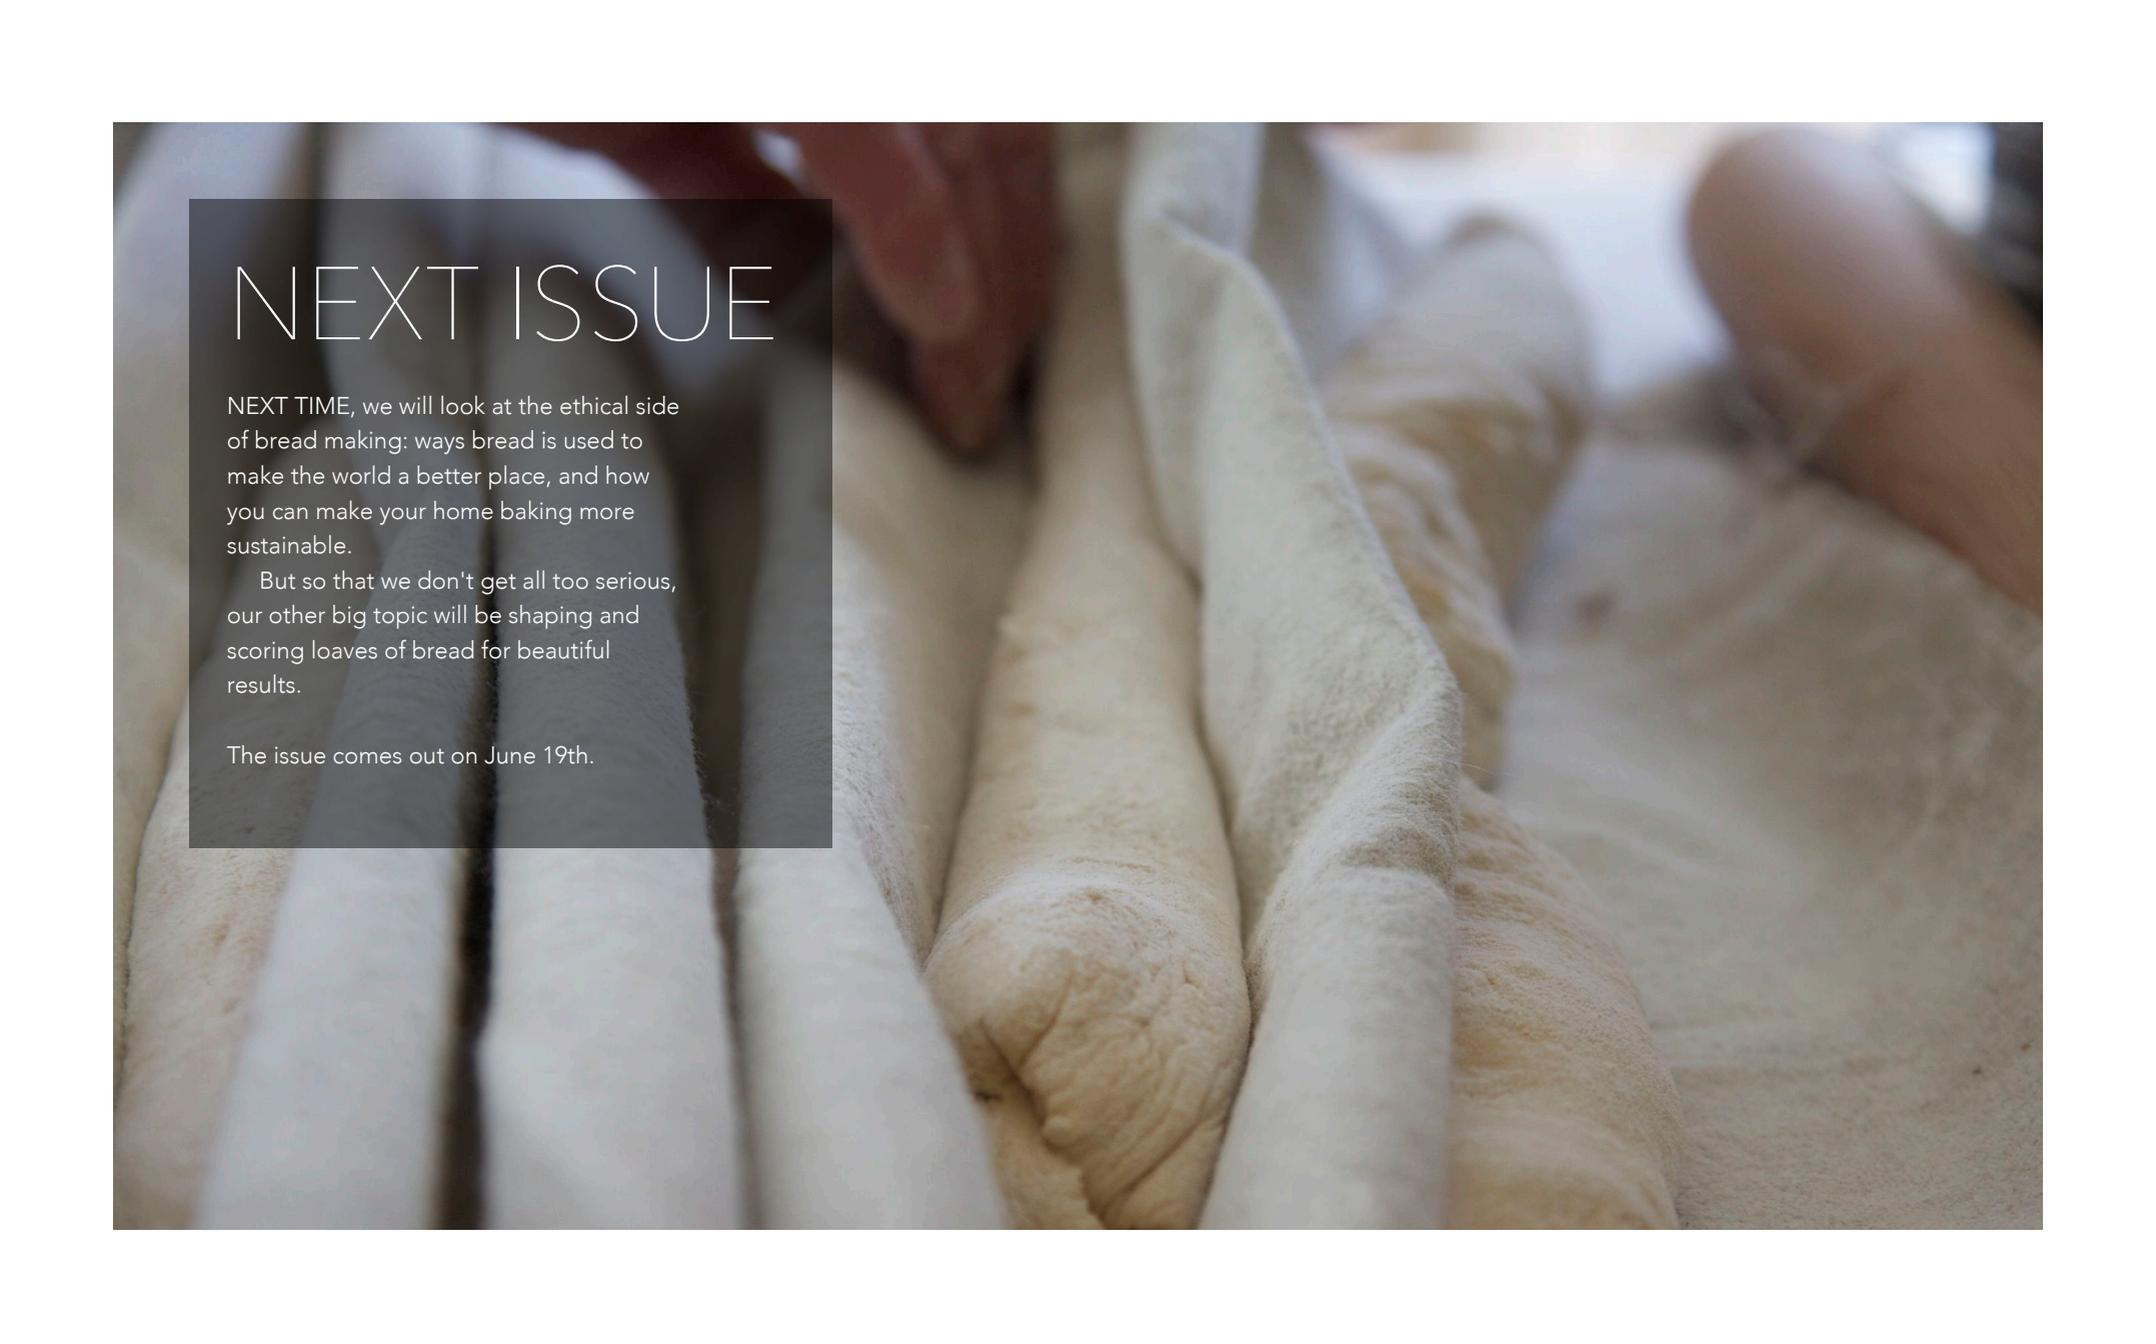 NEXT ISSUE
NEXT TIME, we will look at the ethical side
of bread making: ways bread is used to
make the world a better place, and how
you can make your home baking more
sustainable.
But so that we don't get all too serious,
our other big topic will be shaping and
scoring loaves of bread for beautiful
results.
The issue comes out on June 19th.